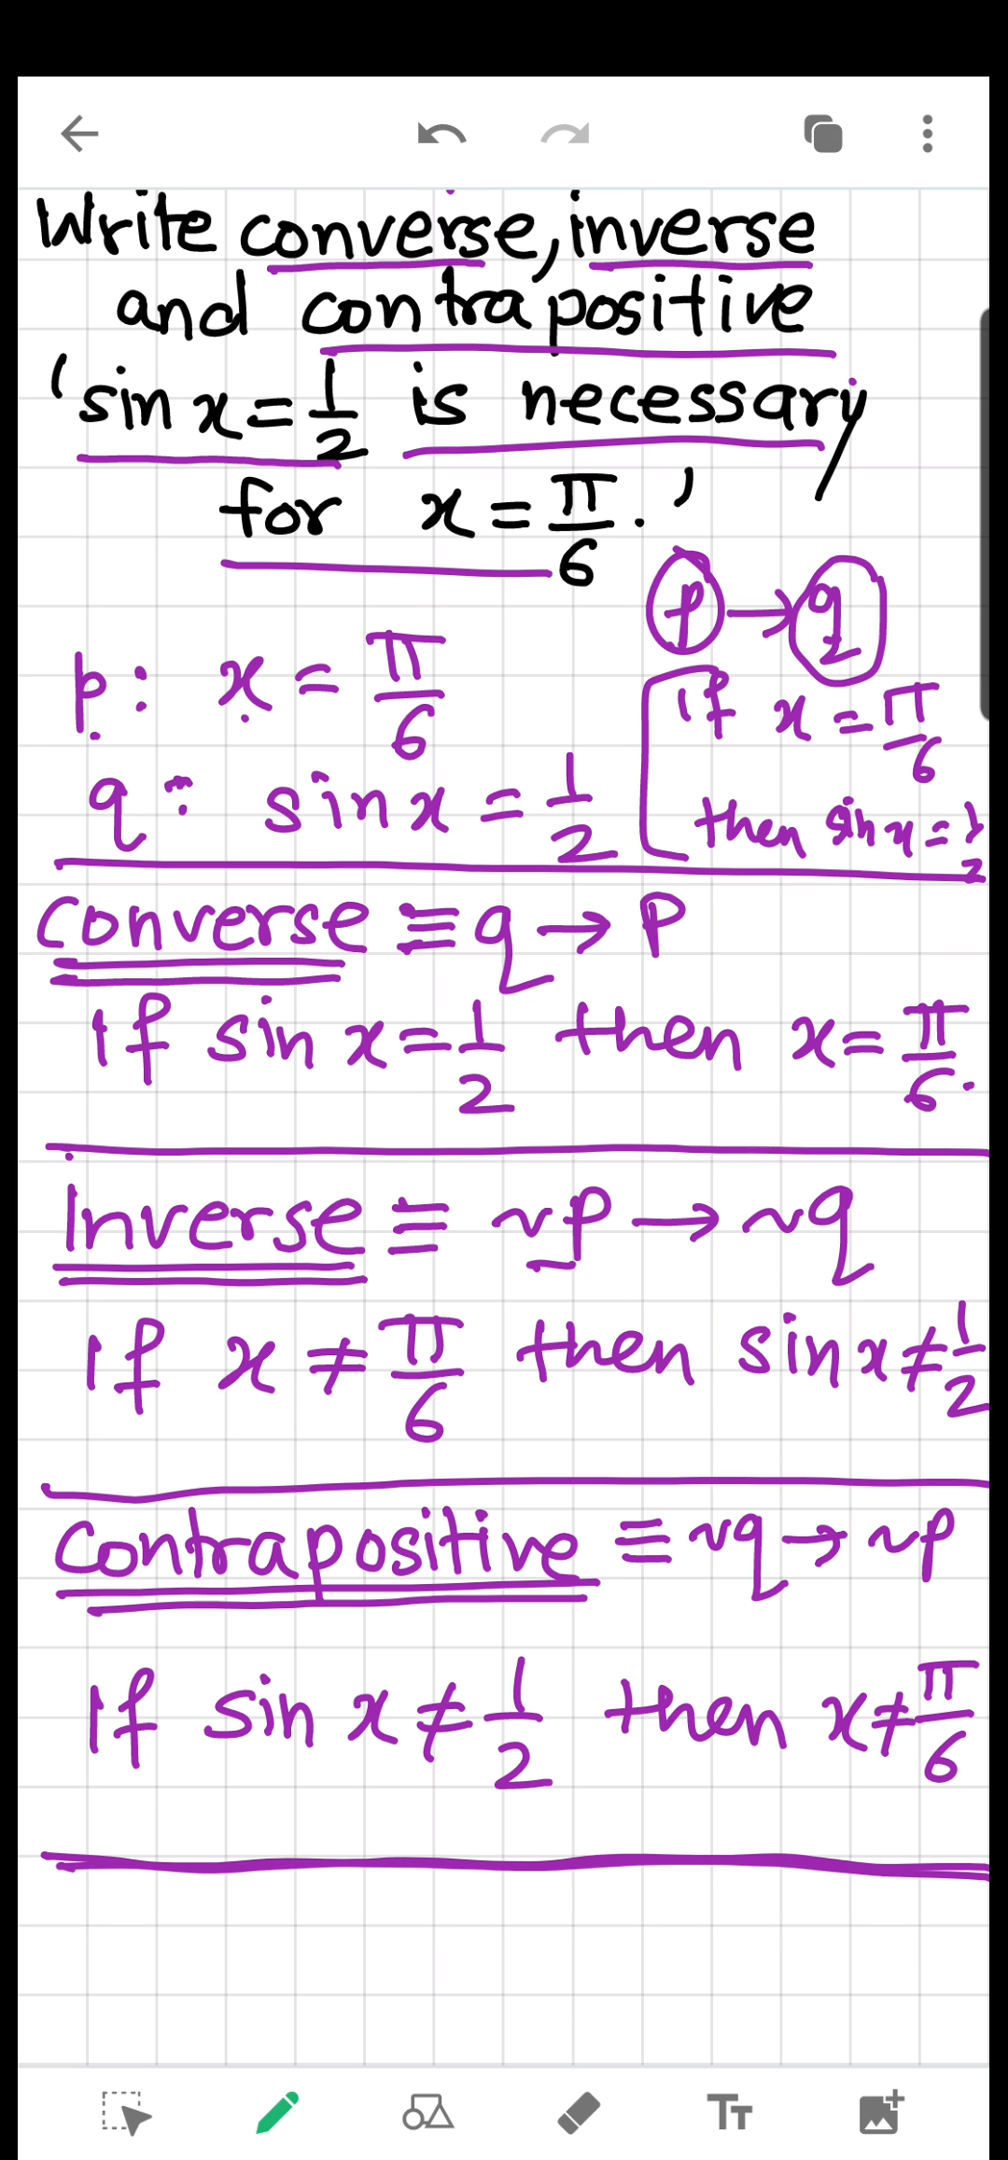 Write converse, inverse
and contrapositive
'sin x = 1/2 is necessary
for x = π/6.'
p → q
p: x = π/6
if x = π/6
q: sin x = 1/2
then sin x = 1/2
Converse ≡ q → p
If sin x = 1/2 then x = π/6.
Inverse ≡ ~p → ~q
If x ≠ π/6 then sin x ≠ 1/2
Contrapositive ≡ ~q → ~p
If sin x ≠ 1/2 then x ≠ π/6
TT